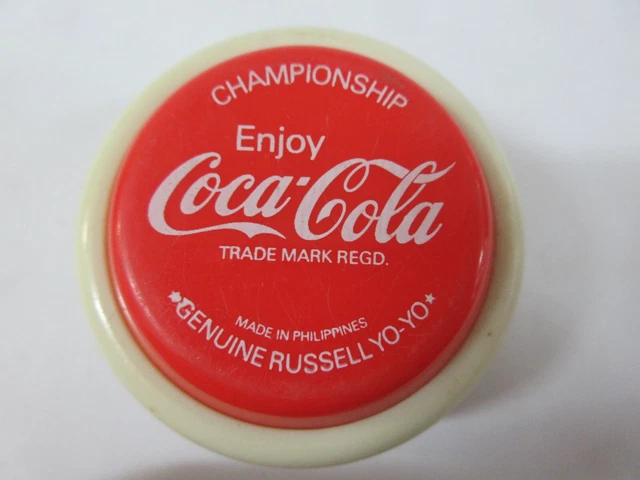 CHAMPIONSHIP
Enjoy
Coca-Cola
TRADE MARK REGD.
MADE IN PHILIPPINES
★GENUINE RUSSELL YO-YO★